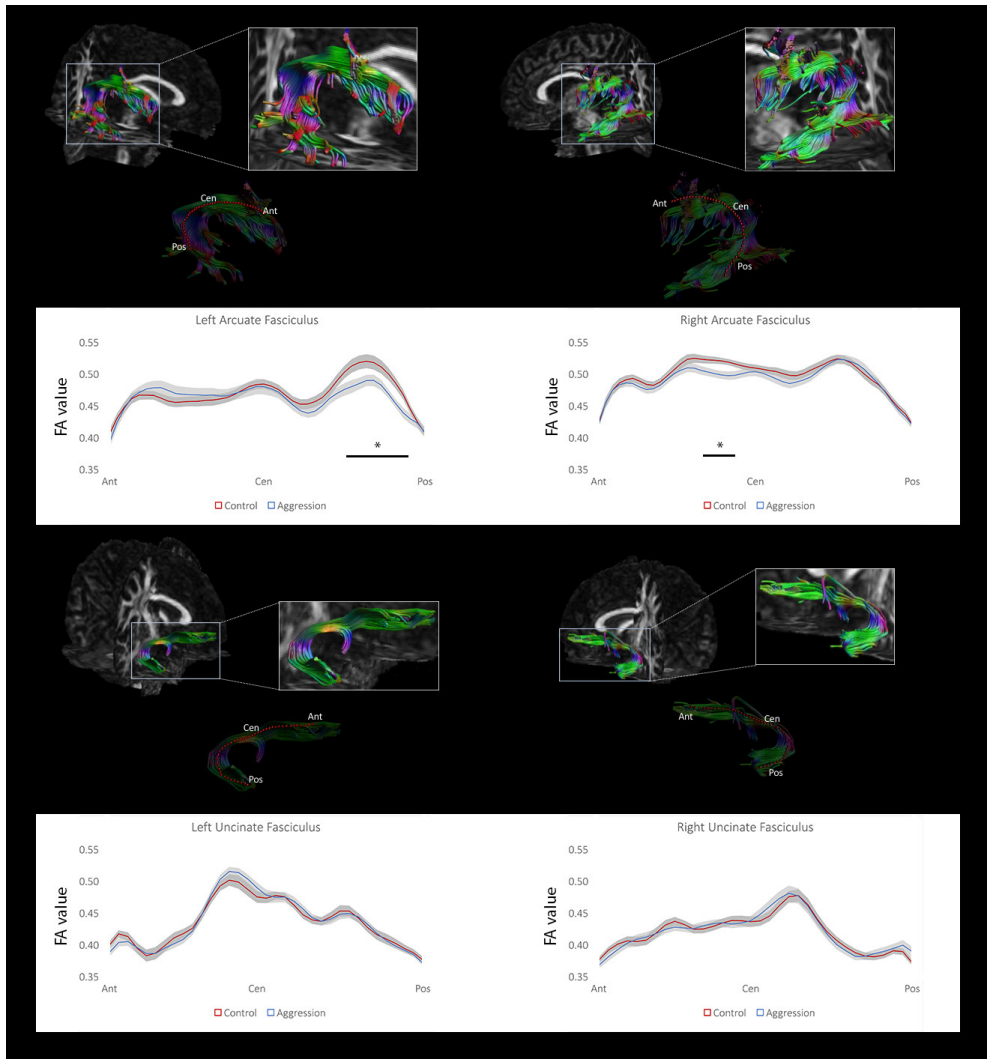 Cen
Ant
Pos
Ant
Cen
Pos
Left Arcuate Fasciculus
FA value
0.55
0.50
0.45
0.40
0.35
*
Ant
Cen
Pos
Control
Aggression
Right Arcuate Fasciculus
FA value
0.55
0.50
0.45
0.40
0.35
*
Ant
Cen
Pos
Control
Aggression
Cen
Ant
Pos
Ant
Cen
Pos
Left Uncinate Fasciculus
FA value
0.55
0.50
0.45
0.40
0.35
Ant
Cen
Pos
Control
Aggression
Right Uncinate Fasciculus
FA value
0.55
0.50
0.45
0.40
0.35
Ant
Cen
Pos
Control
Aggression